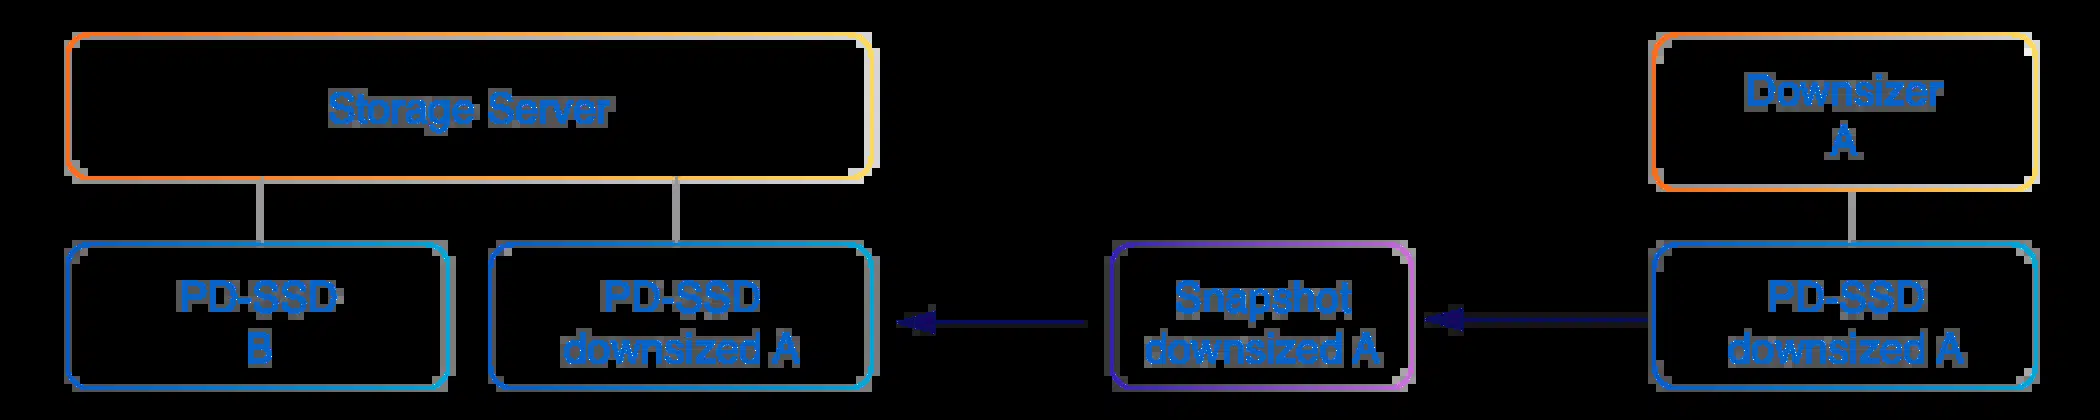 Storage Server
Downsizer
A
PD-SSD
B
PD-SSD
downsized A
Snapshot
downsized A
PD-SSD
downsized A